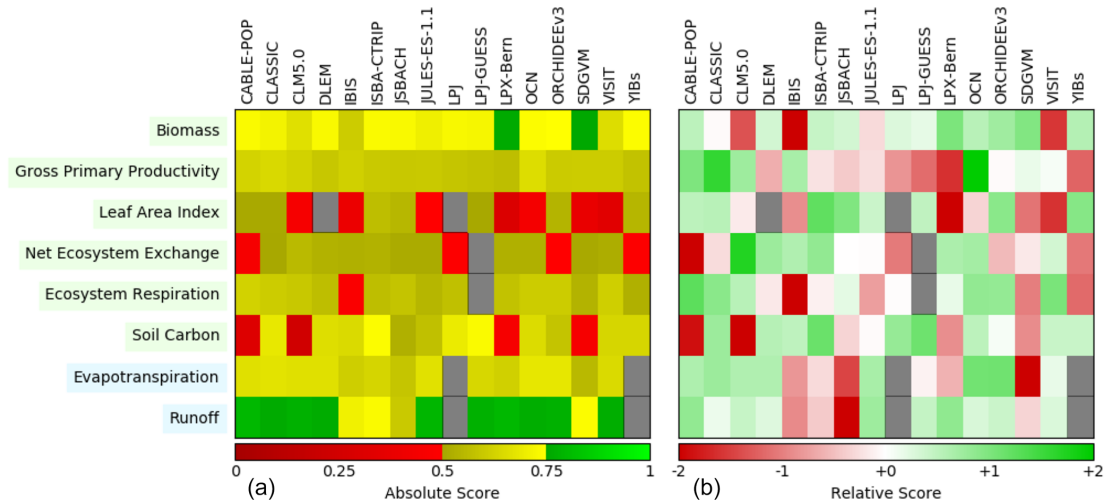 CABLE-POP CLASSIC CLM5.0 DLEM IBIS ISBA-CTRIP JSBACH JULES-ES-1.1 LPJ LPJ-GUESS LPX-Bern OCN ORCHIDEEv3 SDGVM VISIT YIBs
CABLE-POP CLASSIC CLM5.0 DLEM IBIS ISBA-CTRIP JSBACH JULES-ES-1.1 LPJ LPJ-GUESS LPX-Bern OCN ORCHIDEEv3 SDGVM VISIT YIBs
Biomass
Gross Primary Productivity
Leaf Area Index
Net Ecosystem Exchange
Ecosystem Respiration
Soil Carbon
Evapotranspiration
Runoff
0 0.25 0.5 0.75 1
-2 -1 +0 +1 +2
(a) Absolute Score
(b) Relative Score